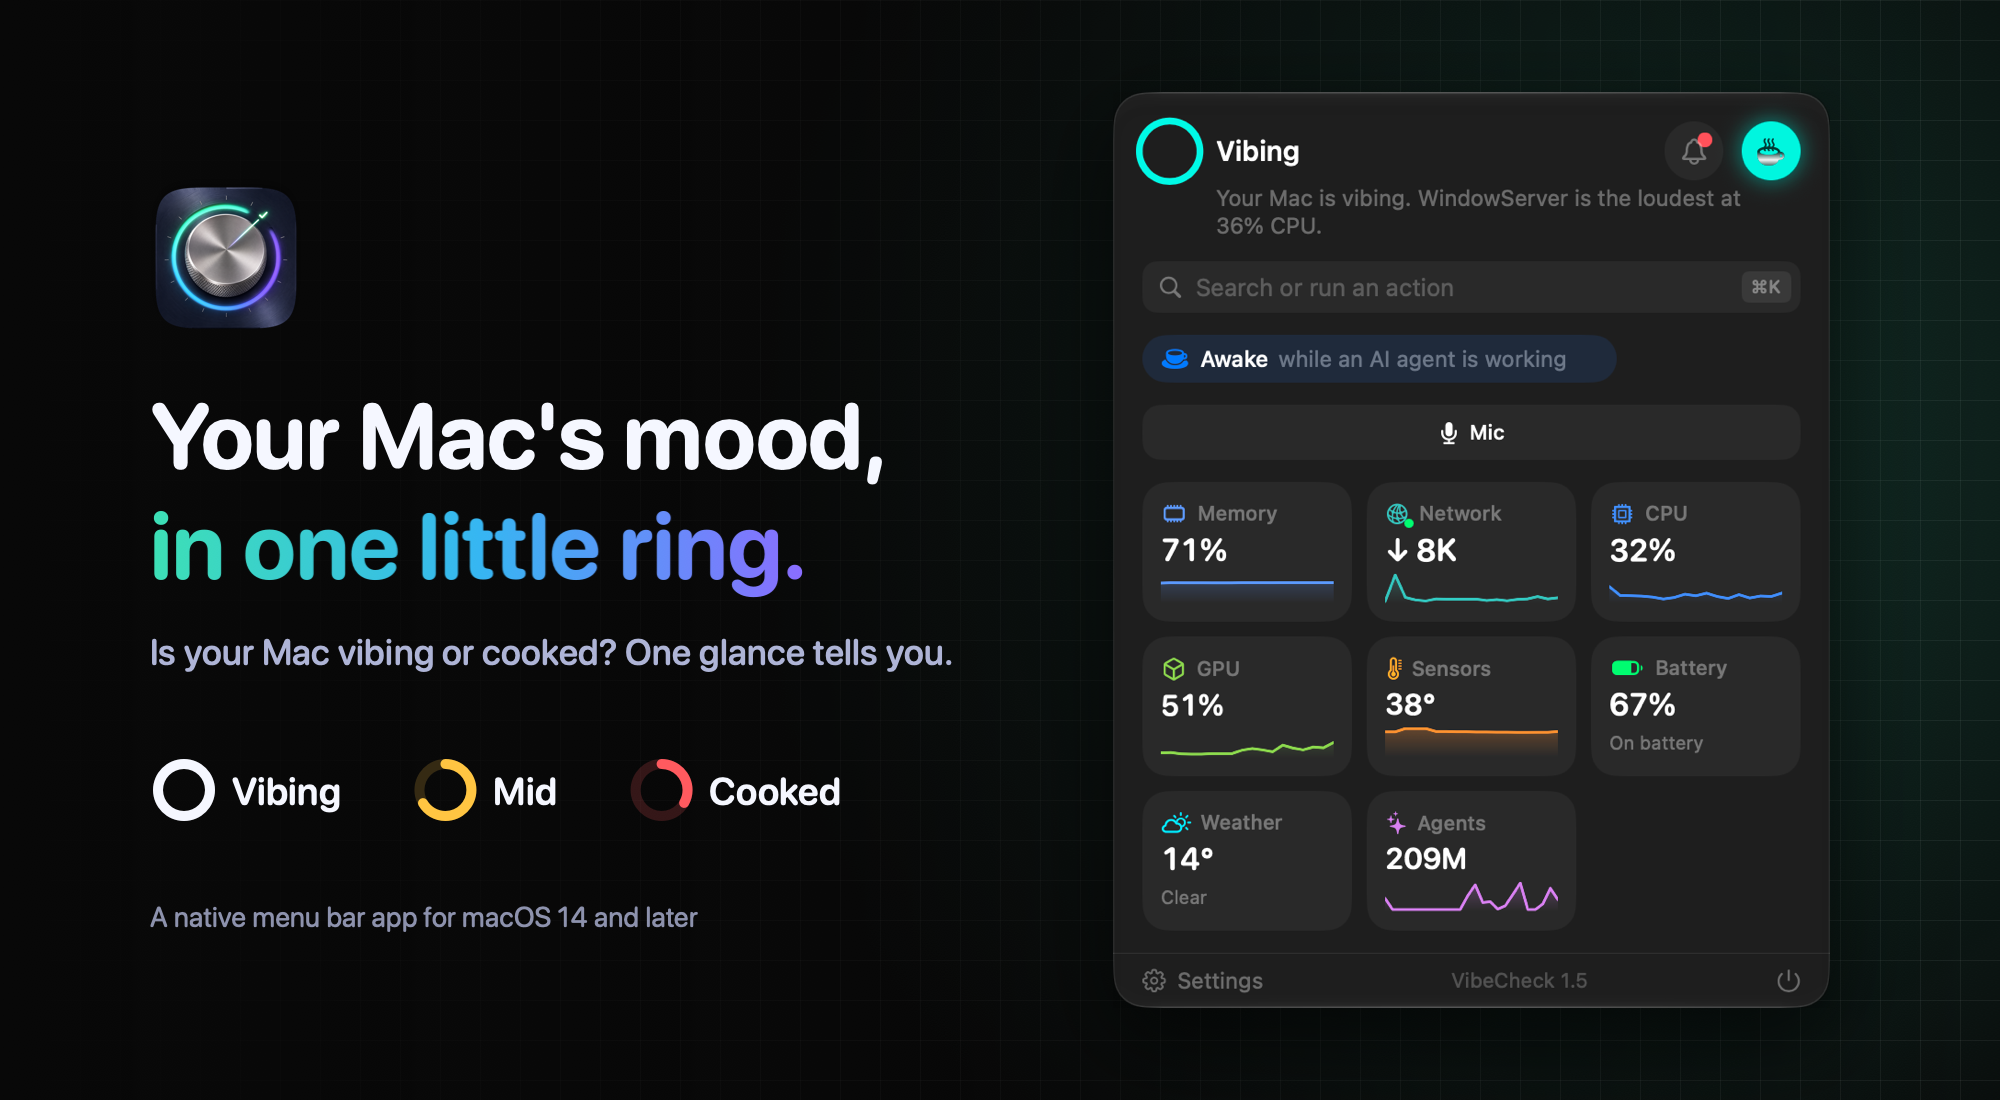 Your Mac's mood,
in one little ring.
Is your Mac vibing or cooked? One glance tells you.
Vibing
Mid
Cooked
A native menu bar app for macOS 14 and later
Vibing
Your Mac is vibing. WindowServer is the loudest at
36% CPU.
Search or run an action
⌘K
Awake while an AI agent is working
Mic
Memory
71%
Network
↓ 8K
CPU
32%
GPU
51%
Sensors
38°
Battery
67%
On battery
Weather
14°
Clear
Agents
209M
Settings
VibeCheck 1.5